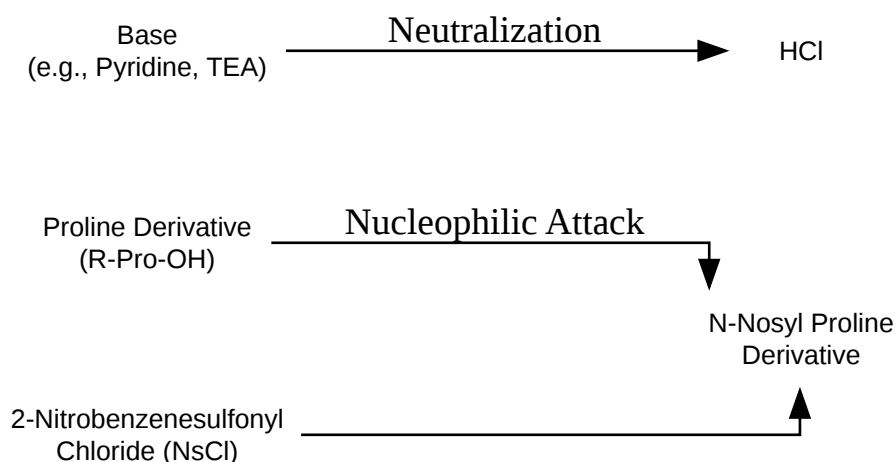 Base
(e.g., Pyridine, TEA)
Neutralization
HCl
Proline Derivative
(R-Pro-OH)
Nucleophilic Attack
N-Nosyl Proline
Derivative
2-Nitrobenzenesulfonyl
Chloride (NsCl)